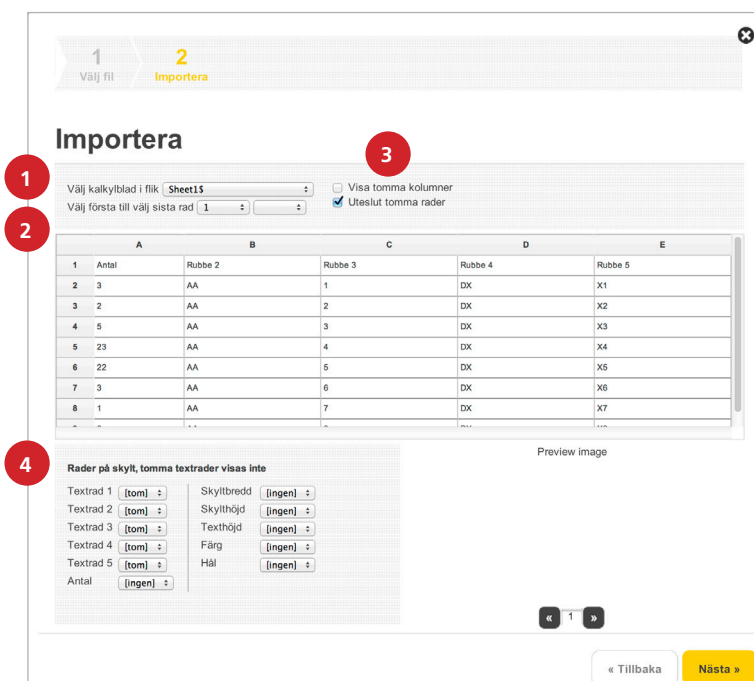 1 2
Välj fil Importera
Importera
3
1
Välj kalkylblad i flik Sheet1$ Visa tomma kolumner
Välj första till välj sista rad 1 Uteslut tomma rader
2
A B C D E
1 Antal Rubbe 2 Rubbe 3 Rubbe 4 Rubbe 5
2 3 AA 1 DX X1
3 2 AA 2 DX X2
4 5 AA 3 DX X3
5 23 AA 4 DX X4
6 22 AA 5 DX X5
7 3 AA 6 DX X6
8 1 AA 7 DX X7
4
Preview image
Rader på skylt, tomma textrader visas inte
Textrad 1 [tom] Skyltbredd [ingen]
Textrad 2 [tom] Skylthöjd [ingen]
Textrad 3 [tom] Texthöjd [ingen]
Textrad 4 [tom] Färg [ingen]
Textrad 5 [tom] Hål [ingen]
Antal [ingen]
« 1 »
« Tillbaka Nästa »